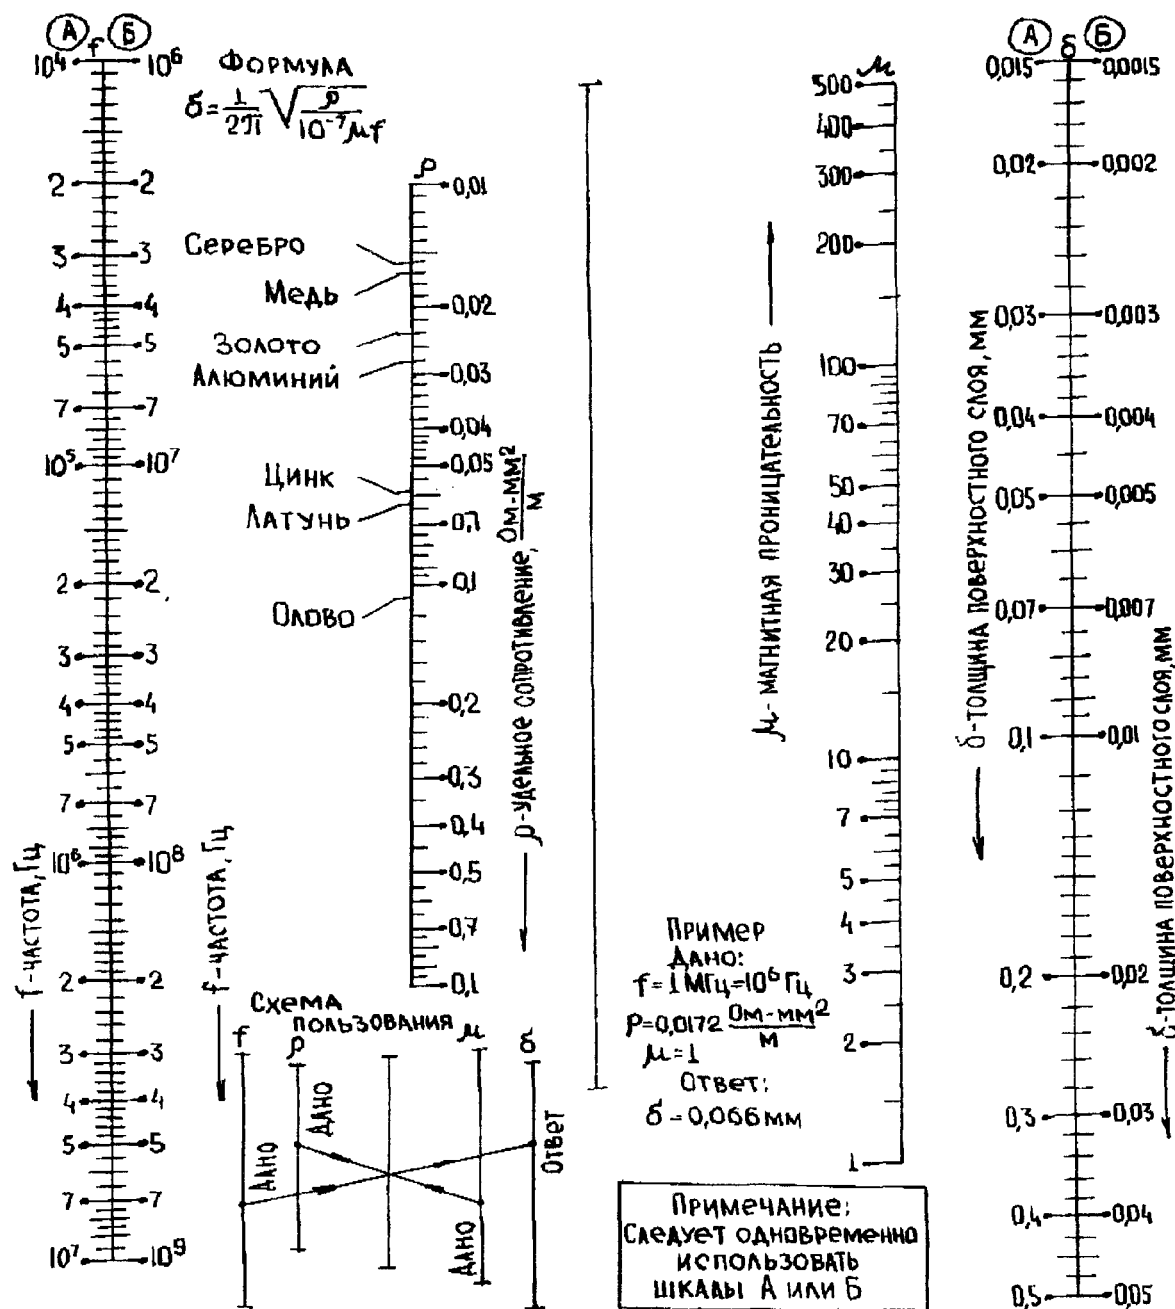 А f Б
10⁴ 10⁶
2 2
3 3
4 4
5 5
7 7
10⁵ 10⁷
2 2
3 3
4 4
5 5
7 7
10⁶ 10⁸
2 2
3 3
4 4
5 5
7 7
10⁷ 10⁹
f-частота, Гц
f-частота, Гц
Формула
δ=1/2π √ρ/10⁻⁷μf
ρ
0,01
Серебро
Медь
0,02
Золото
Алюминий
0,03
0,04
0,05
Цинк
Латунь
0,7
0,1
Олово
0,2
0,3
0,4
0,5
0,7
0,1
ρ-удельное сопротивление, Ом-мм²/м
Схема
пользования
f ρ μ σ
Дано
Дано
Дано
Ответ
μ
500
400
300
200
100
70
50
40
30
20
10
7
5
4
3
2
1
μ-магнитная проницательность
Пример
Дано:
f=1МГц=10⁶Гц
ρ=0,0172 Ом-мм²/м
μ=1
Ответ:
δ=0,066мм
Примечание:
Следует одновременно
использовать
шкалы А или Б
А δ Б
0,015 0,0015
0,02 0,002
0,03 0,003
0,04 0,004
0,05 0,005
0,07 0,007
0,1 0,01
0,2 0,02
0,3 0,03
0,4 0,04
0,5 0,05
δ-толщина поверхностного слоя, мм
δ-толщина поверхностного слоя, мм